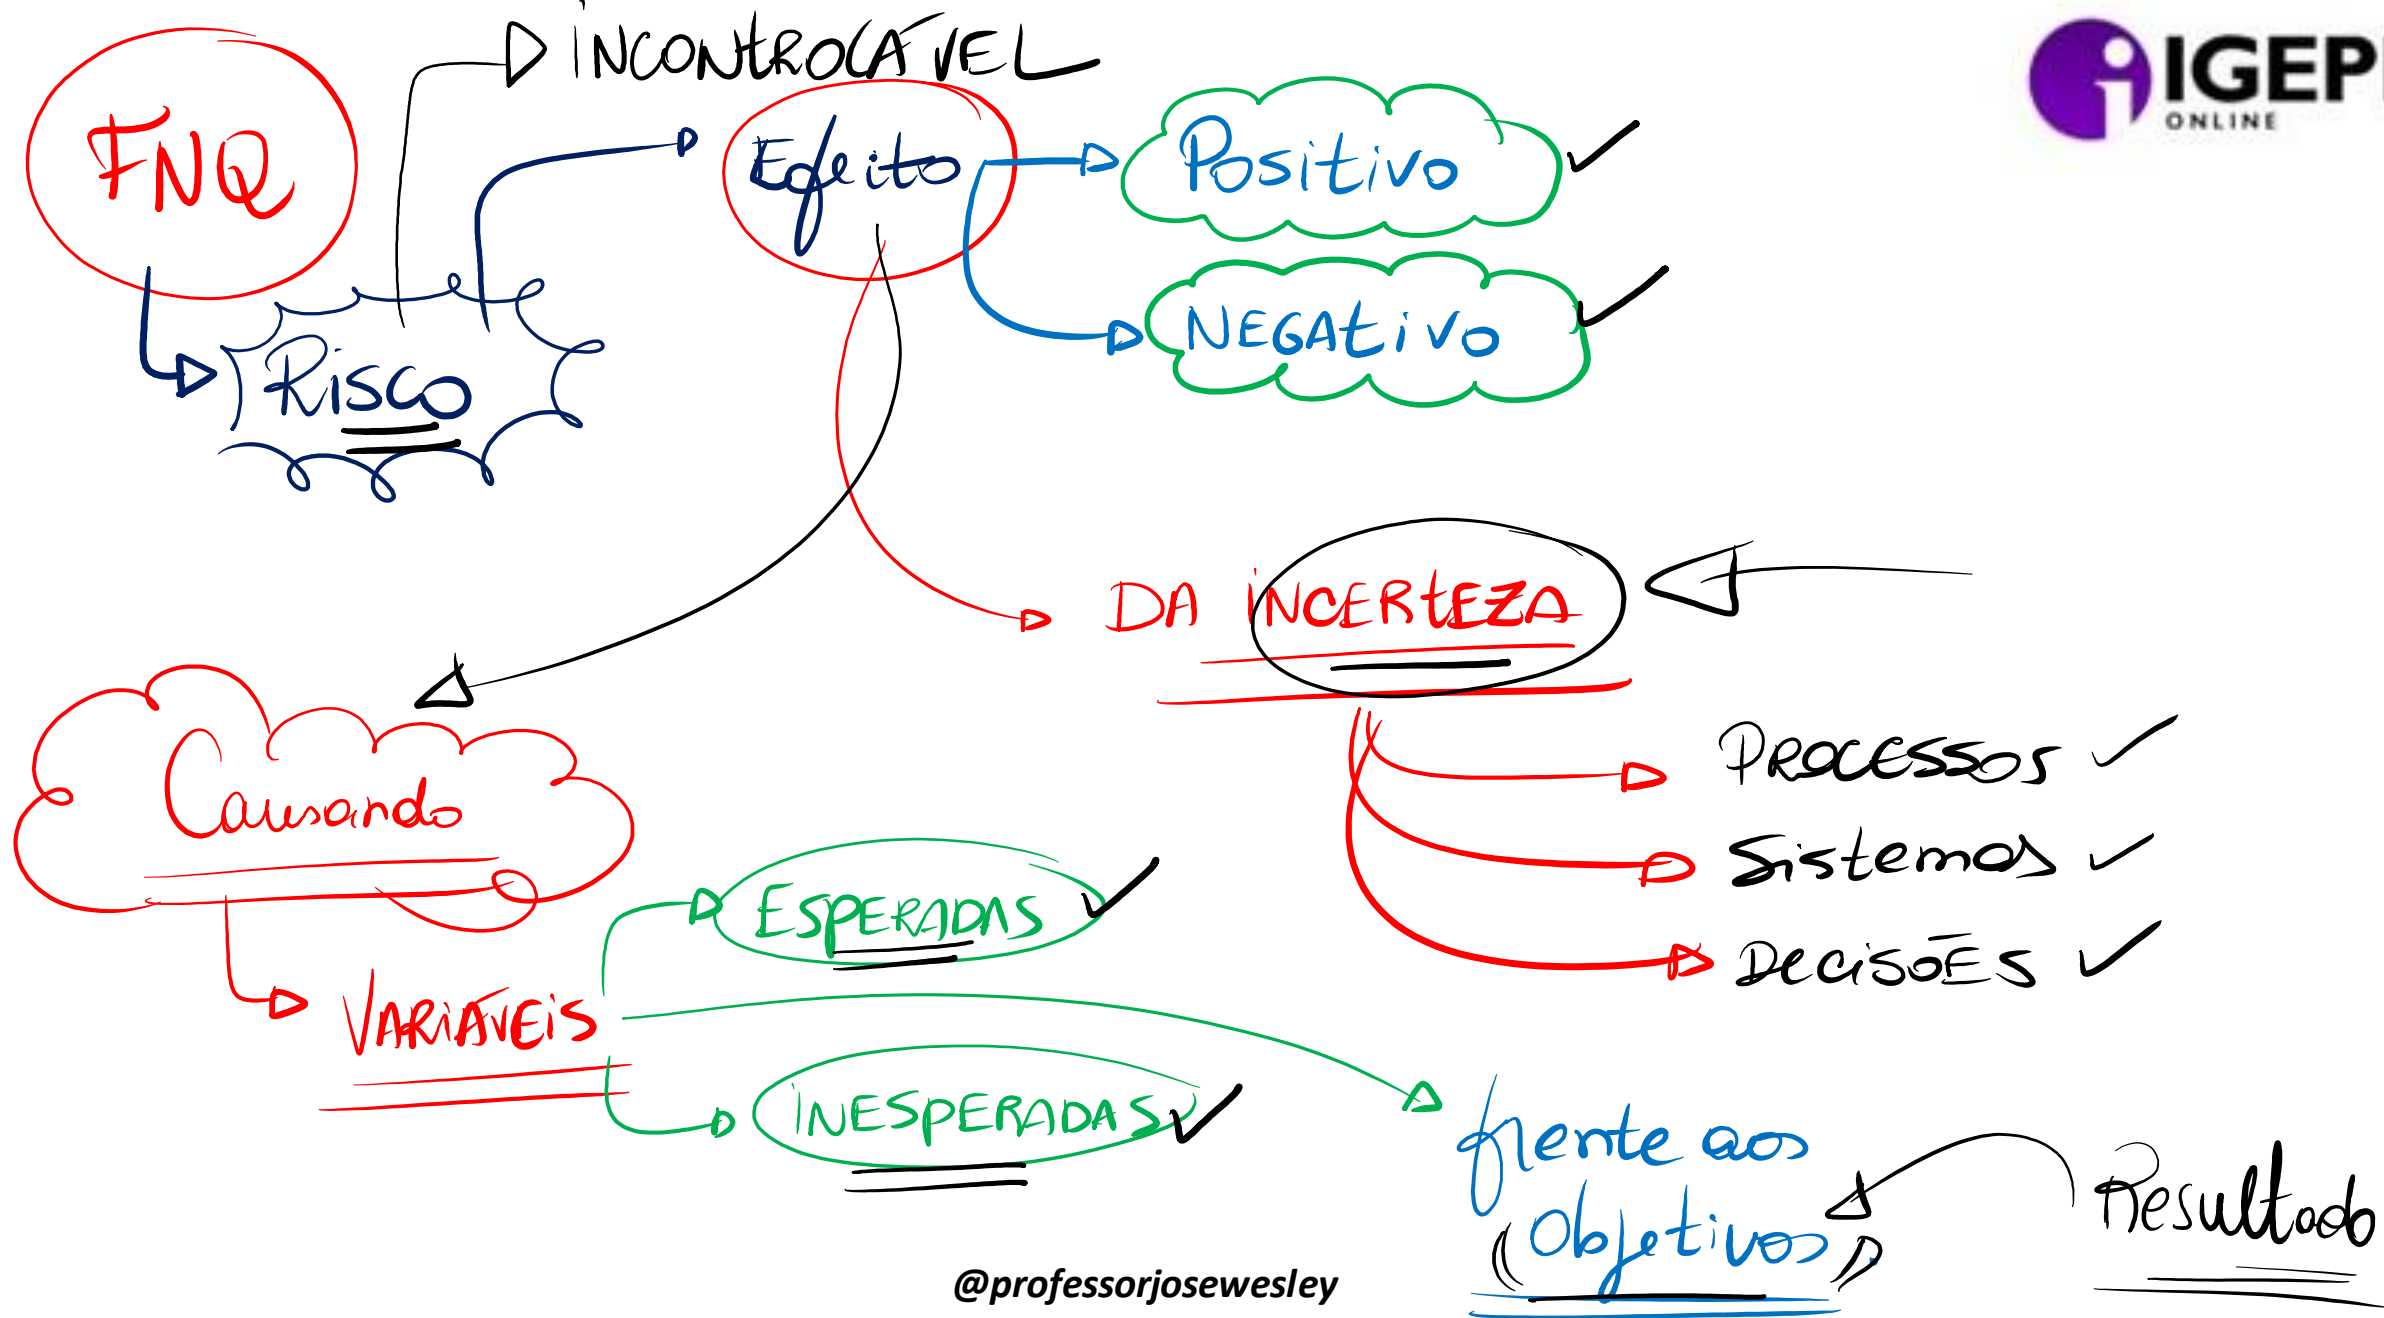 INCONTROLÁVEL
IGEP
ONLINE
FNQ
Efeito
Positivo
NEGAtivo
Risco
DA INCERtEZA
Causando
PROCESSOS
Sistemas
DECISÕES
ESPERADAS
VARIÁVEIS
INESPERADAS
frente aos
Objetivos
Resultado
@professorjosewesley